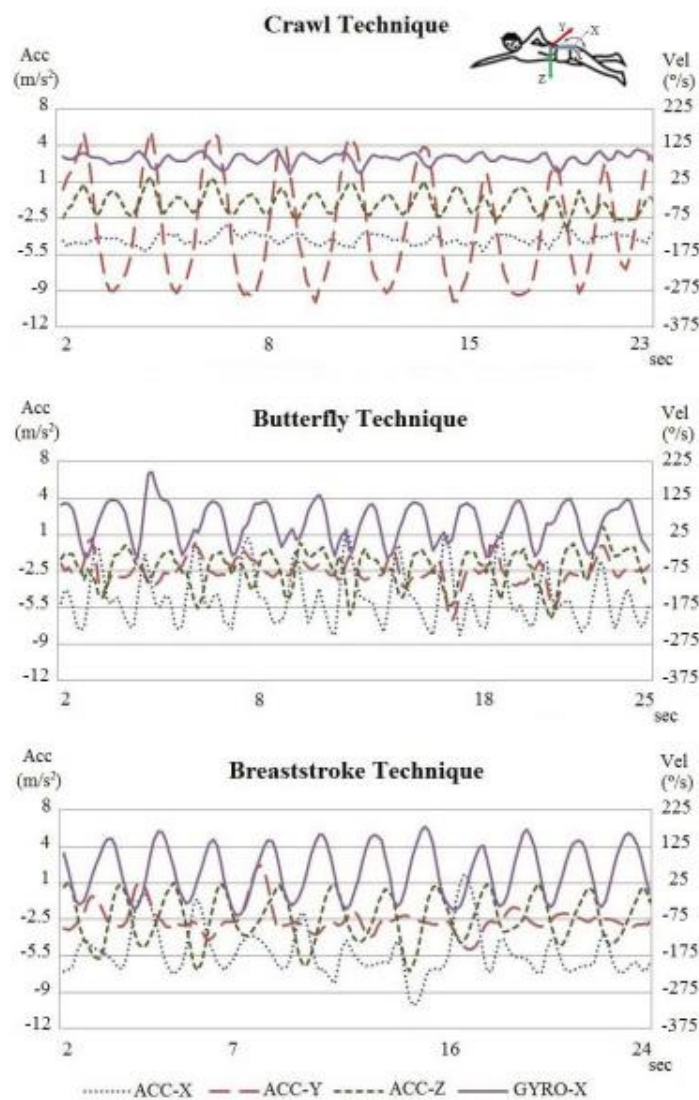 Crawl Technique
Acc
(m/s²)
Vel
(º/s)
Y
X
Z
8
4
1
-2.5
-5.5
-9
-12
225
125
25
-75
-175
-275
-375
2
8
15
23
sec
Butterfly Technique
Acc
(m/s²)
Vel
(º/s)
8
4
1
-2.5
-5.5
-9
-12
225
125
25
-75
-175
-275
-375
2
8
18
25
sec
Breaststroke Technique
Acc
(m/s²)
Vel
(º/s)
8
4
1
-2.5
-5.5
-9
-12
225
125
25
-75
-175
-275
-375
2
7
16
24
sec
ACC-X ACC-Y ACC-Z GYRO-X